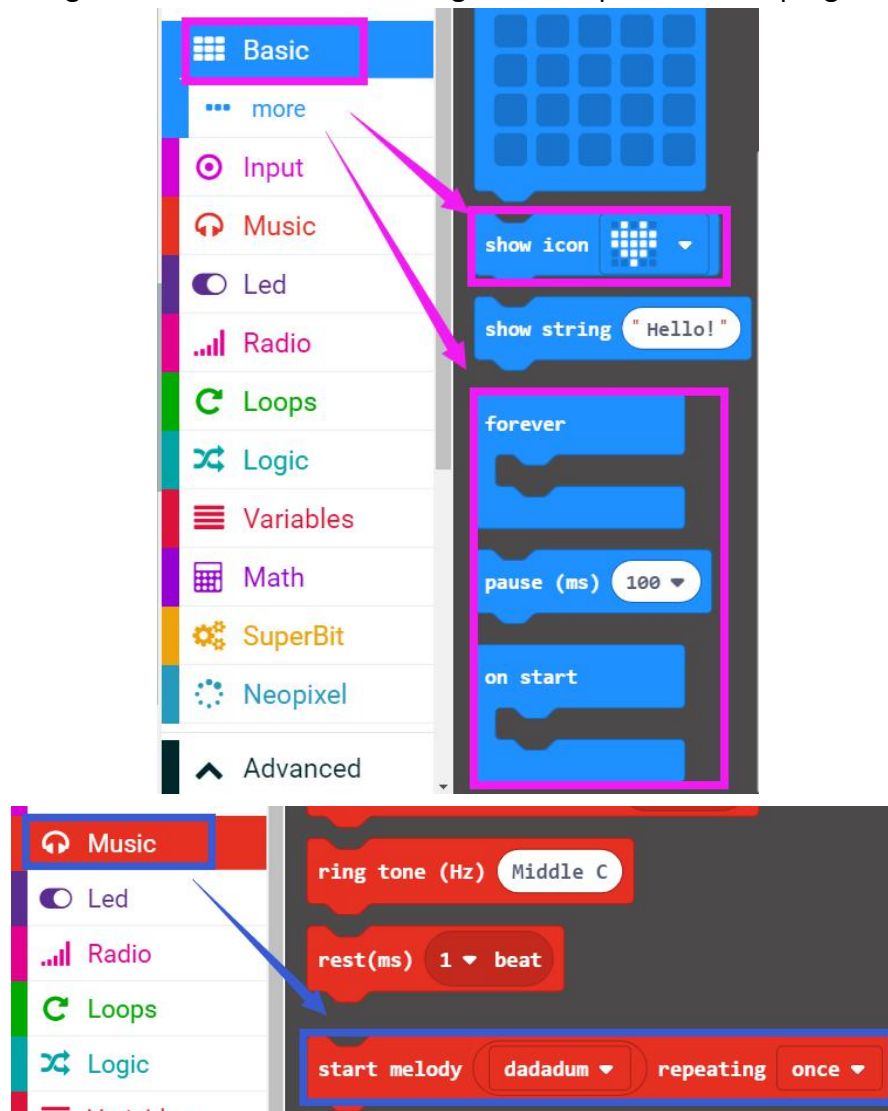 Basic
more
Input
Music
Led
Radio
Loops
Logic
Variables
Math
SuperBit
Neopixel
Advanced
show icon
show string "Hello!"
forever
pause (ms) 100
on start
Music
Led
Radio
Loops
Logic
ring tone (Hz) Middle C
rest(ms) 1 beat
start melody dadadum repeating once